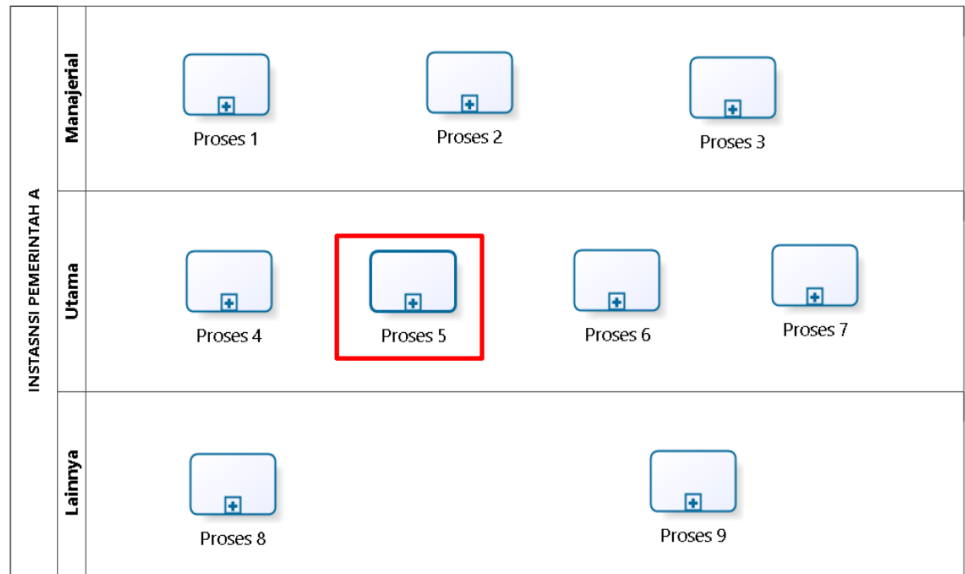 INSTASNSI PEMERINTAH A
Manajerial
Proses 1
Proses 2
Proses 3
Utama
Proses 4
Proses 5
Proses 6
Proses 7
Lainnya
Proses 8
Proses 9